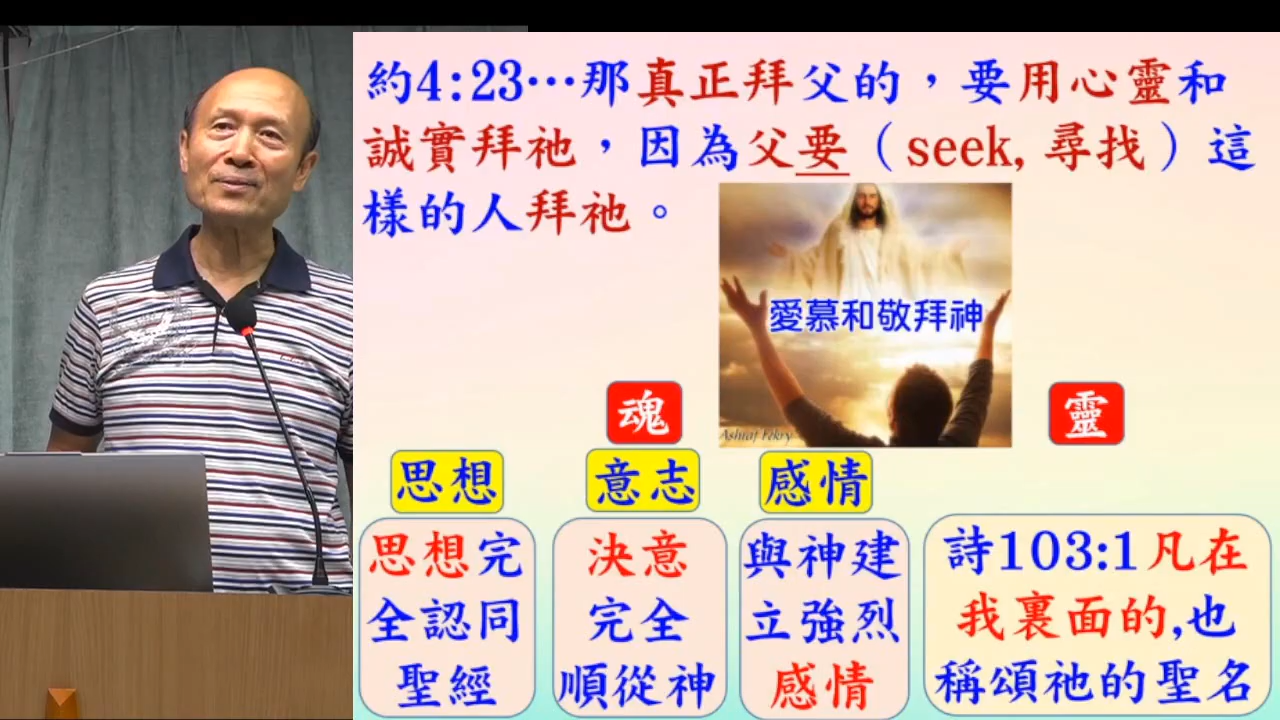 約4:23…那真正拜父的，要用心靈和
誠實拜祂，因為父要（seek, 尋找）這
樣的人拜祂。
愛慕和敬拜神
Ashraf Fekry
魂
靈
思想
意志
感情
思想完
全認同
聖經
決意
完全
順從神
與神建
立強烈
感情
詩103:1凡在
我裏面的,也
稱頌祂的聖名